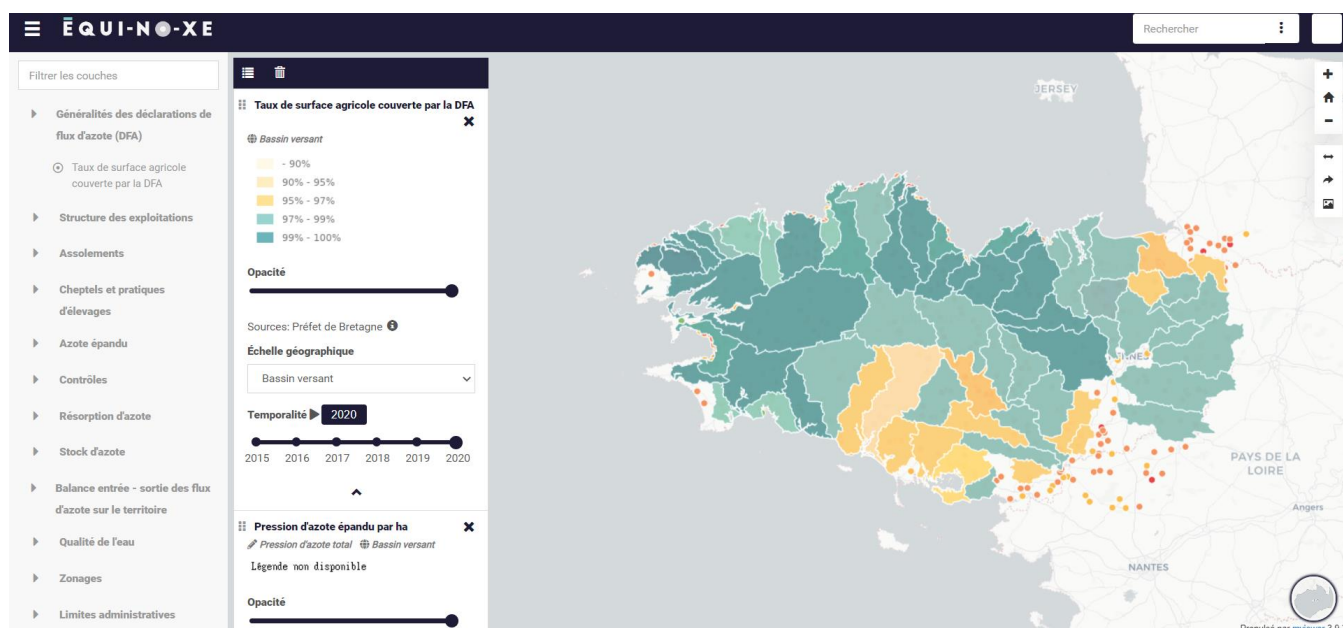 ĒQUI-NO-XE
Rechercher
Filtrer les couches
Généralités des déclarations de
flux d'azote (DFA)
Taux de surface agricole
couverte par la DFA
Structure des exploitations
Assolements
Cheptels et pratiques
d'élevages
Azote épandu
Contrôles
Résorption d'azote
Stock d'azote
Balance entrée - sortie des flux
d'azote sur le territoire
Qualité de l'eau
Zonages
Limites administratives
Taux de surface agricole couverte par la DFA
Bassin versant
- 90%
90% - 95%
95% - 97%
97% - 99%
99% - 100%
Opacité
Sources: Préfet de Bretagne
Échelle géographique
Bassin versant
Temporalité 2020
2015 2016 2017 2018 2019 2020
Pression d'azote épandu par ha
Pression d'azote total Bassin versant
Légende non disponible
Opacité
JERSEY
PAYS DE LA
LOIRE
Angers
NANTES